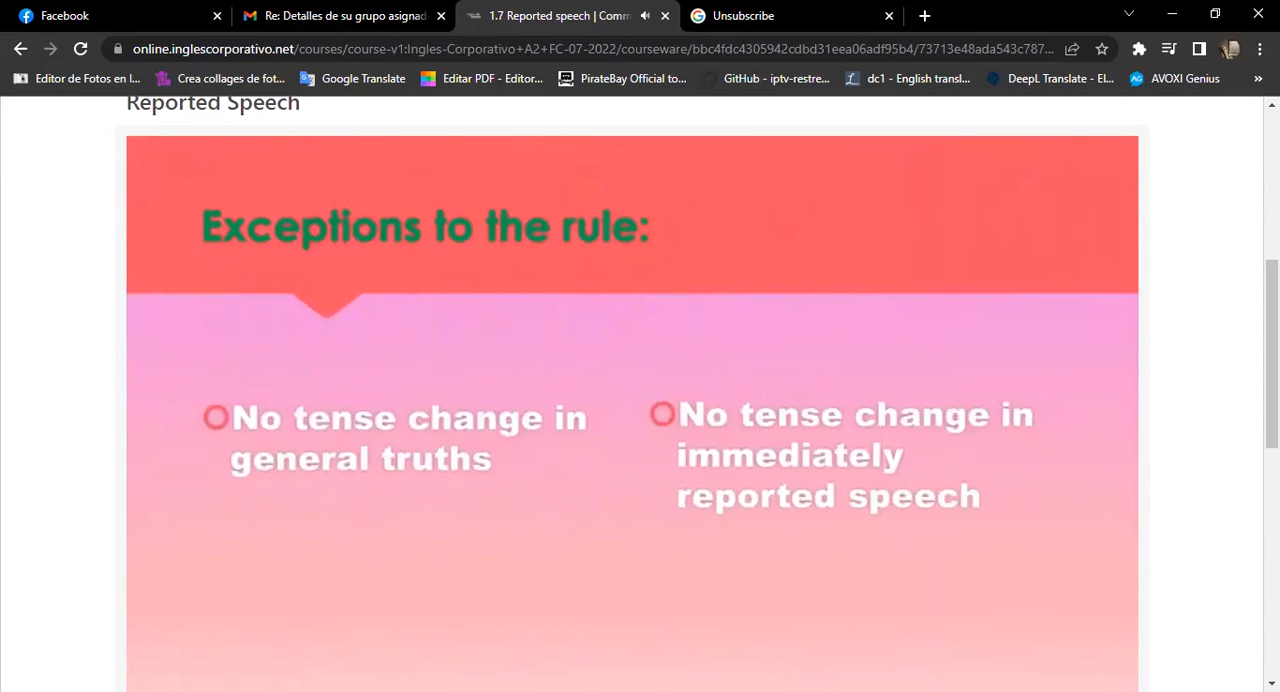 Facebook
Re: Detalles de su grupo asignad
1.7 Reported speech | Comm
Unsubscribe
online.inglescorporativo.net/courses/course-v1:Ingles-Corporativo+A2+FC-07-2022/courseware/bbc4fdc4305942cdbd31eea06adf95b4/73713e48ada543c787...
Editor de Fotos en l...
Crea collages de fot...
Google Translate
Editar PDF - Editor...
PirateBay Official to...
GitHub - iptv-restre...
dc1 - English transl...
DeepL Translate - El...
AVOXI Genius
»
Reported Speech
Exceptions to the rule:
No tense change in
general truths
No tense change in
immediately
reported speech